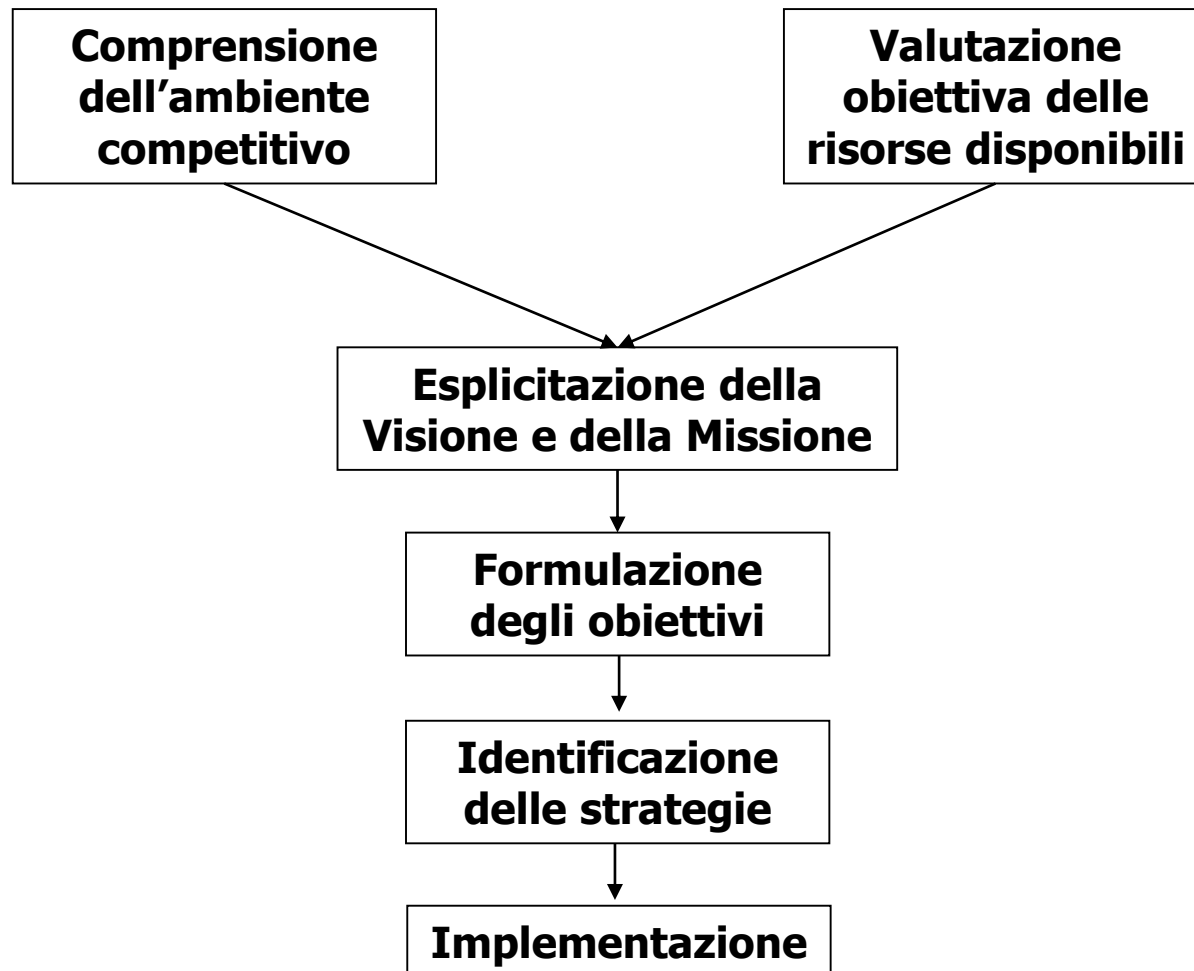 Comprensione
dell’ambiente
competitivo
Valutazione
obiettiva delle
risorse disponibili
Esplicitazione della
Visione e della Missione
Formulazione
degli obiettivi
Identificazione
delle strategie
Implementazione